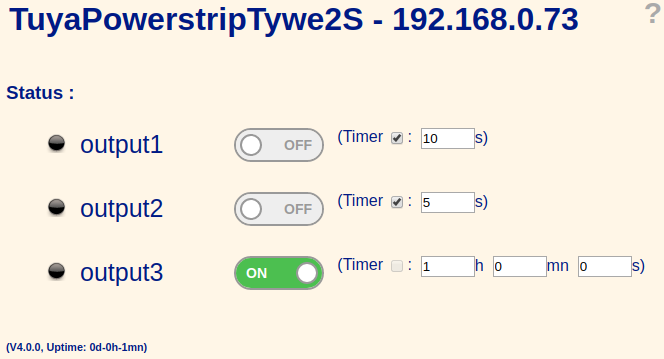 TuyaPowerstripTywe2S - 192.168.0.73 ?
Status :
output1 OFF (Timer : 10 s)
output2 OFF (Timer : 5 s)
output3 ON (Timer : 1 h 0 mn 0 s)
(V4.0.0, Uptime: 0d-0h-1mn)